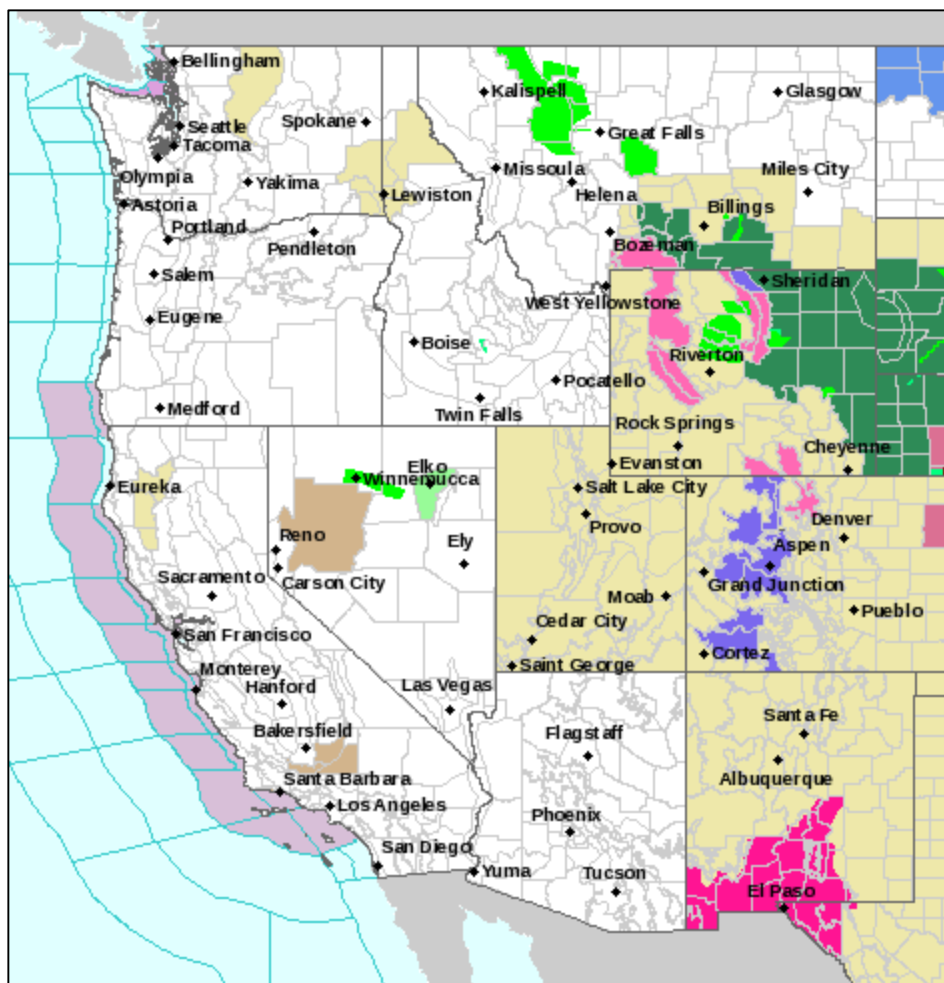 Bellingham
Kalispell
Glasgow
Spokane
Seattle
Great Falls
Tacoma
Missoula
Miles City
Olympia
Yakima
Lewiston
Helena
Astoria
Billings
Portland
Pendleton
Bozeman
Salem
Sheridan
West Yellowstone
Eugene
Boise
Riverton
Pocatello
Medford
Twin Falls
Rock Springs
Cheyenne
Elko
Evanston
Winnemucca
Eureka
Salt Lake City
Provo
Denver
Reno
Ely
Aspen
Sacramento
Carson City
Grand Junction
Moab
Pueblo
Cedar City
San Francisco
Cortez
Saint George
Monterey
Hanford
Las Vegas
Santa Fe
Bakersfield
Flagstaff
Santa Barbara
Albuquerque
Los Angeles
Phoenix
San Diego
Yuma
Tucson
El Paso